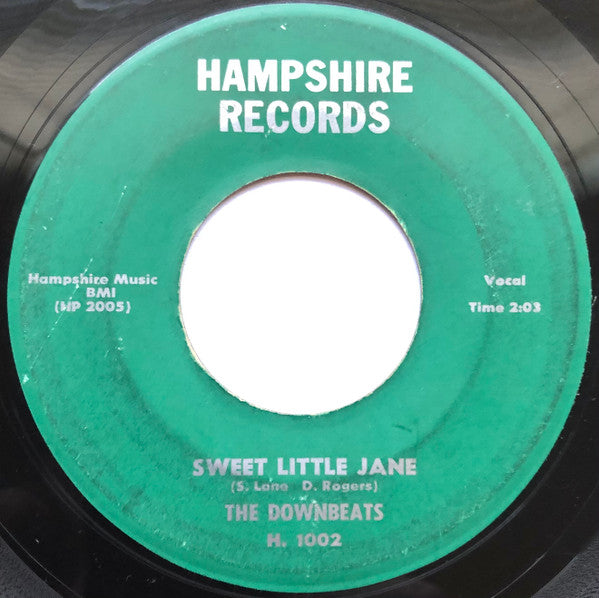 HAMPSHIRE
RECORDS
Hampshire Music
BMI
(HP 2005)
Vocal
Time 2:03
SWEET LITTLE JANE
(S. Lane D. Rogers)
THE DOWNBEATS
H. 1002